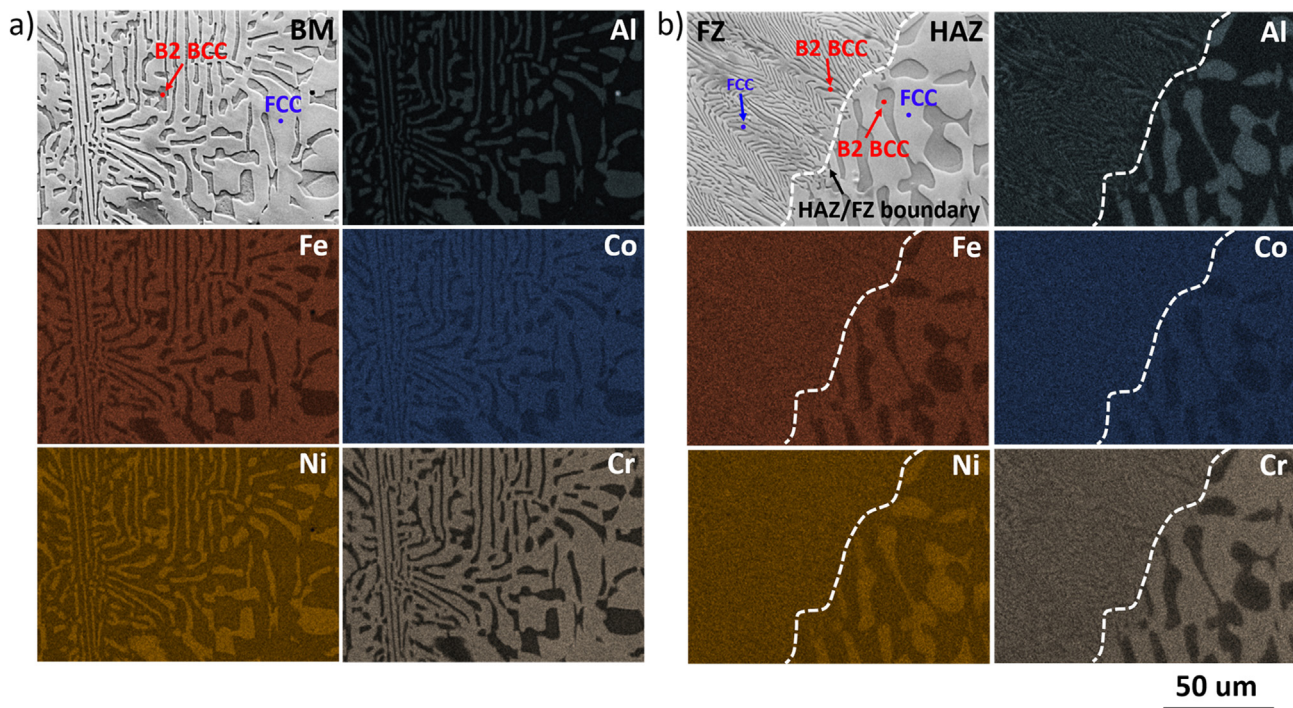 a)
BM
B2 BCC
FCC
Al
Fe
Co
Ni
Cr
b)
FZ
HAZ
B2 BCC
FCC
FCC
B2 BCC
HAZ/FZ boundary
Al
Fe
Co
Ni
Cr
50 um